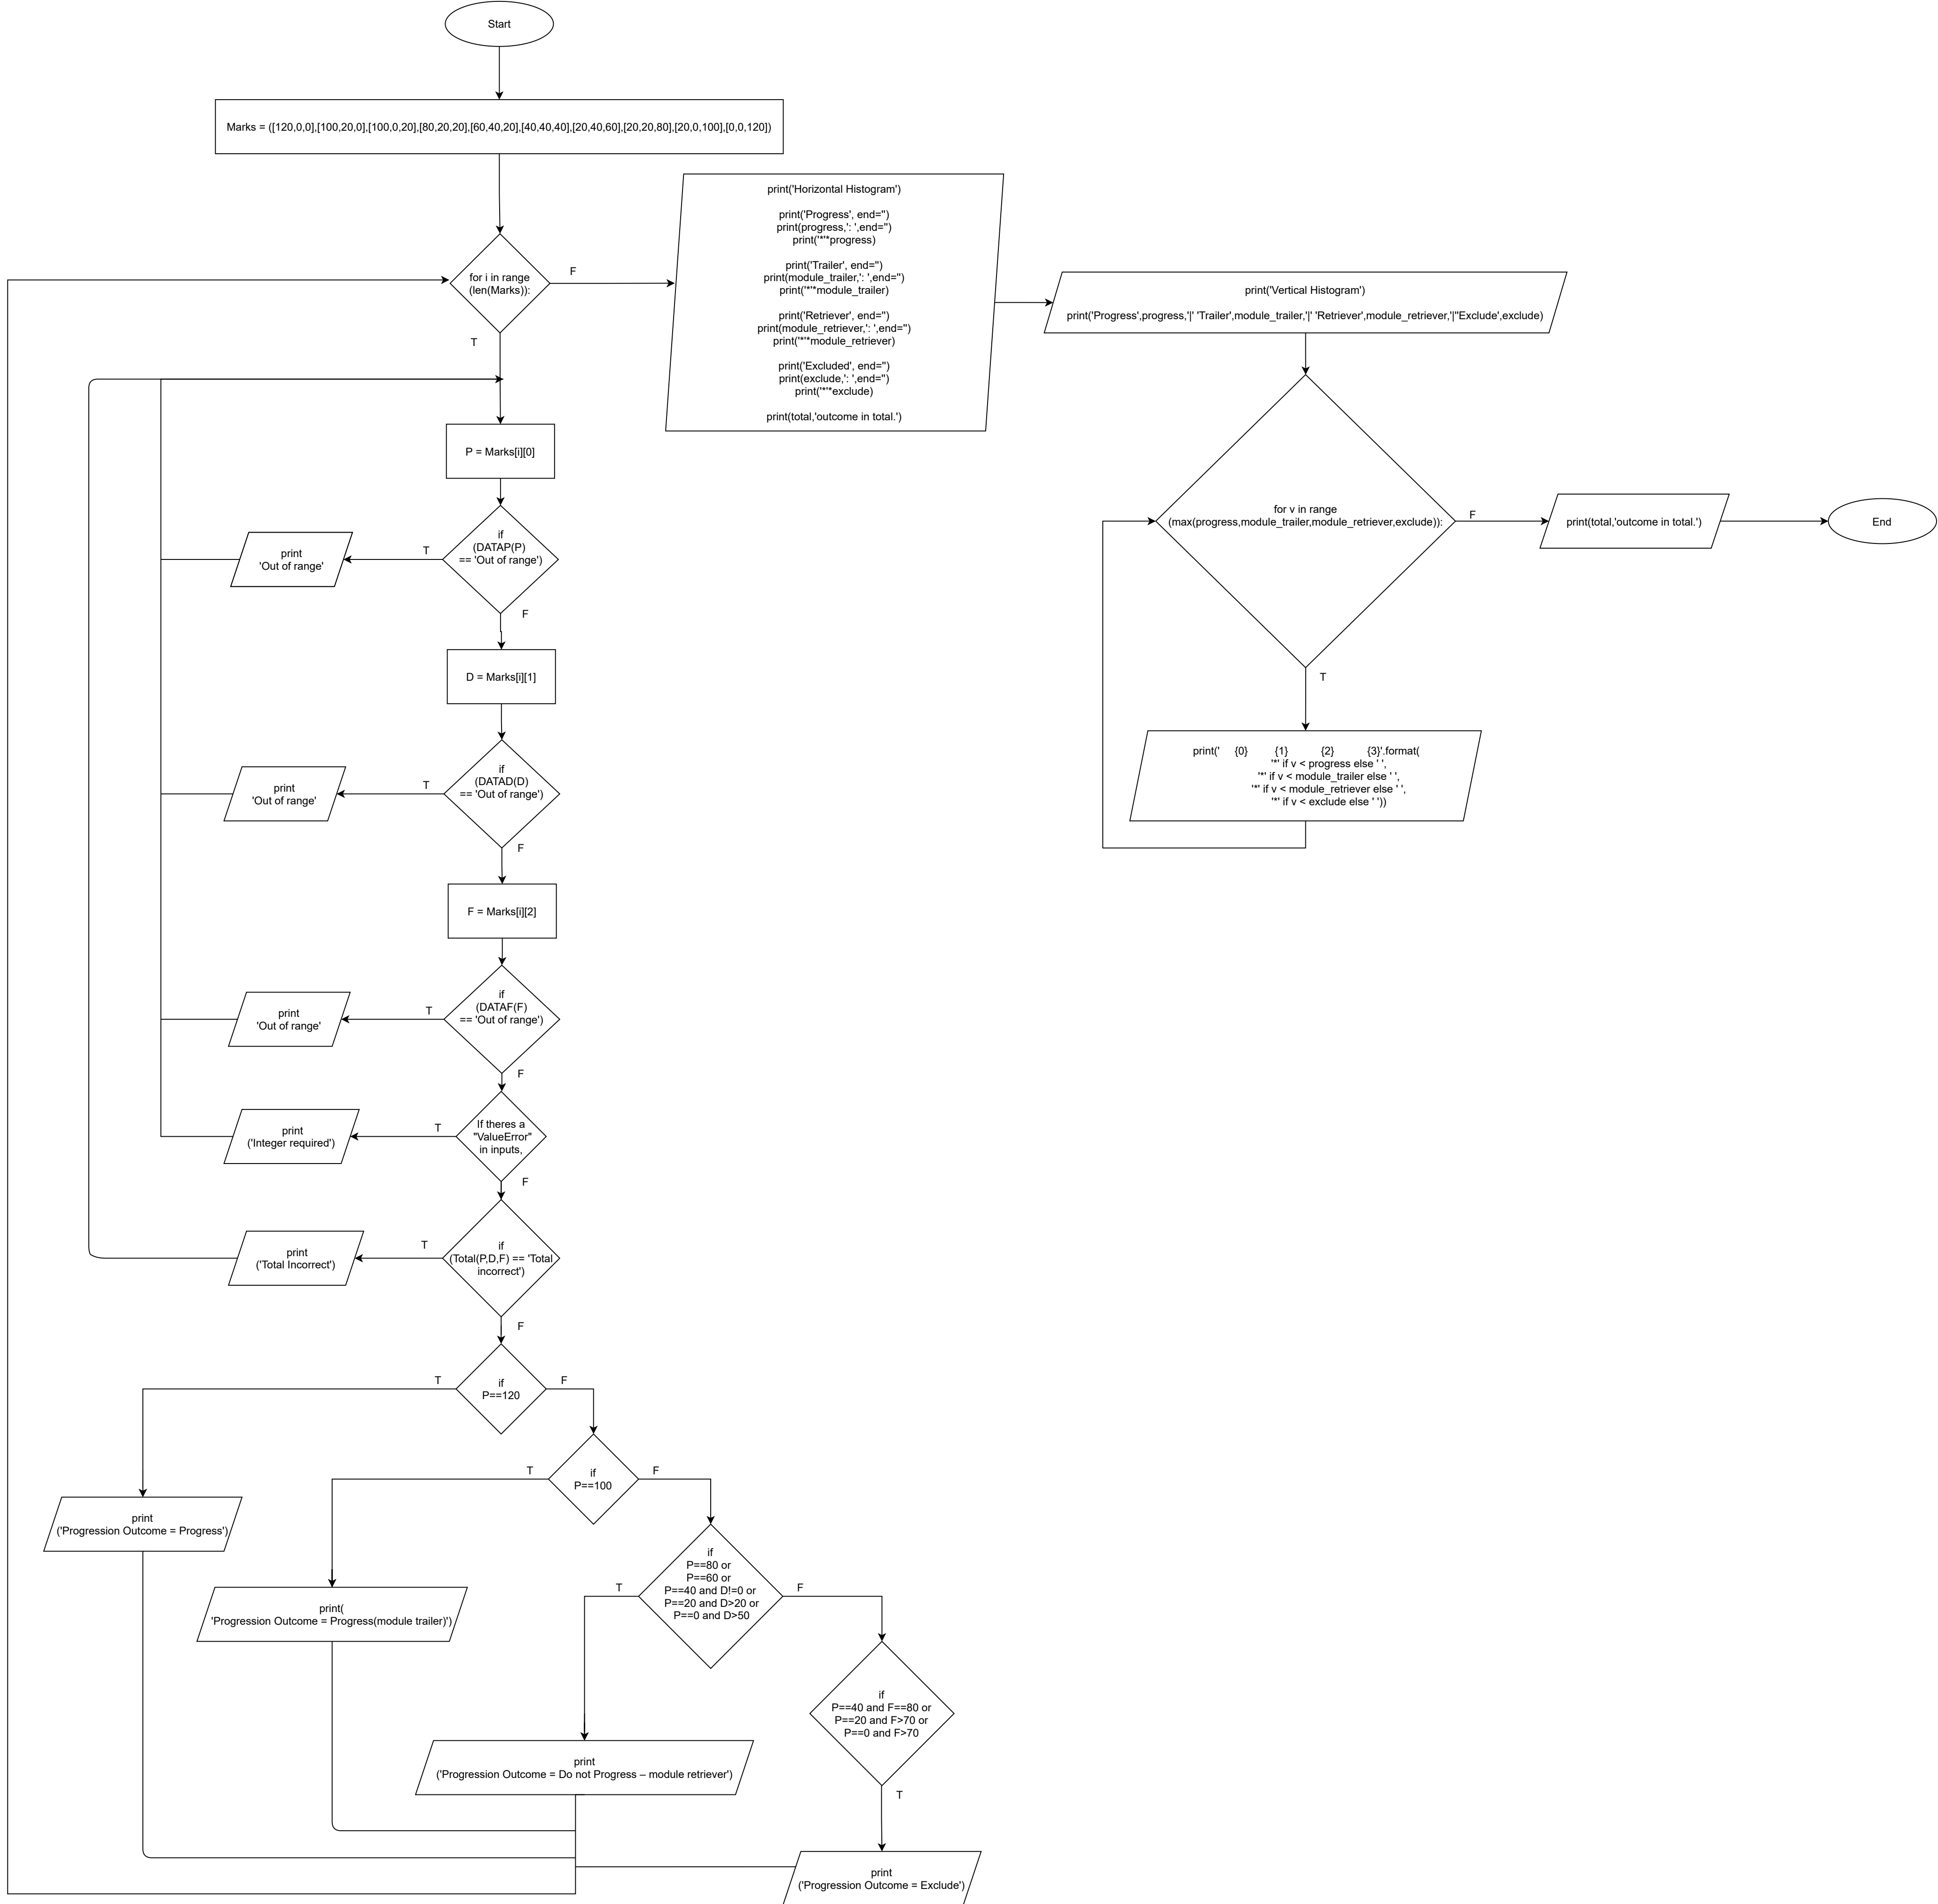 Start
Marks = ([120,0,0],[100,20,0],[100,0,20],[80,20,20],[60,40,20],[40,40,40],[20,40,60],[20,20,80],[20,0,100],[0,0,120])
for i in range
(len(Marks)):
F
T
print('Horizontal Histogram')
print('Progress', end='')
print(progress,': ',end='')
print('*'*progress)
print('Trailer', end='')
print(module_trailer,': ',end='')
print('*'*module_trailer)
print('Retriever', end='')
print(module_retriever,': ',end='')
print('*'*module_retriever)
print('Excluded', end='')
print(exclude,': ',end='')
print('*'*exclude)
print(total,'outcome in total.')
print('Vertical Histogram')
print('Progress',progress,'|' 'Trailer',module_trailer,'|' 'Retriever',module_retriever,'|''Exclude',exclude)
for v in range
(max(progress,module_trailer,module_retriever,exclude)):
F
print(total,'outcome in total.')
End
T
print('     {0}         {1}           {2}           {3}'.format(
'*' if v < progress else ' ',
'*' if v < module_trailer else ' ',
'*' if v < module_retriever else ' ',
'*' if v < exclude else ' '))
P = Marks[i][0]
if
(DATAP(P)
== 'Out of range')
T
print
'Out of range'
F
D = Marks[i][1]
if
(DATAD(D)
== 'Out of range')
T
print
'Out of range'
F
F = Marks[i][2]
if
(DATAF(F)
== 'Out of range')
T
print
'Out of range'
F
If theres a
"ValueError"
in inputs,
T
print
('Integer required')
F
if
(Total(P,D,F) == 'Total
incorrect')
T
print
('Total Incorrect')
F
if
P==120
T
F
print
('Progression Outcome = Progress')
if
P==100
T
F
print(
'Progression Outcome = Progress(module trailer)')
if
P==80 or
P==60 or
P==40 and D!=0 or
P==20 and D>20 or
P==0 and D>50
T
F
print
('Progression Outcome = Do not Progress – module retriever')
if
P==40 and F==80 or
P==20 and F>70 or
P==0 and F>70
T
print
('Progression Outcome = Exclude')